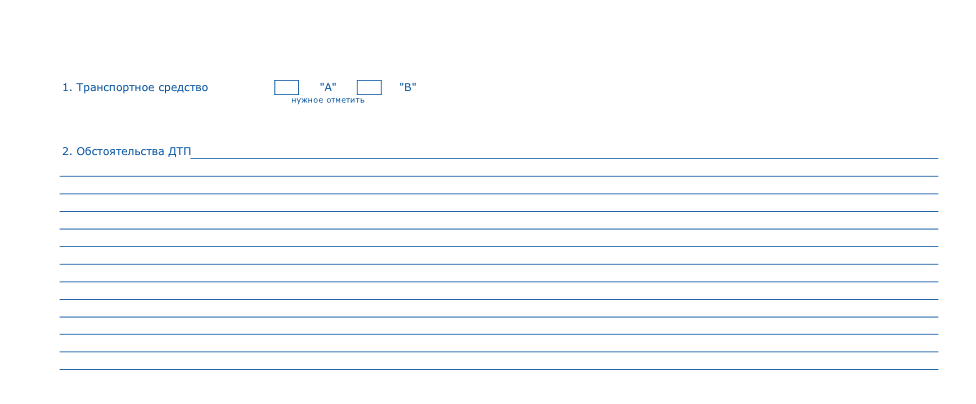 1. Транспортное средство "А" "В"
нужное отметить
2. Обстоятельства ДТП